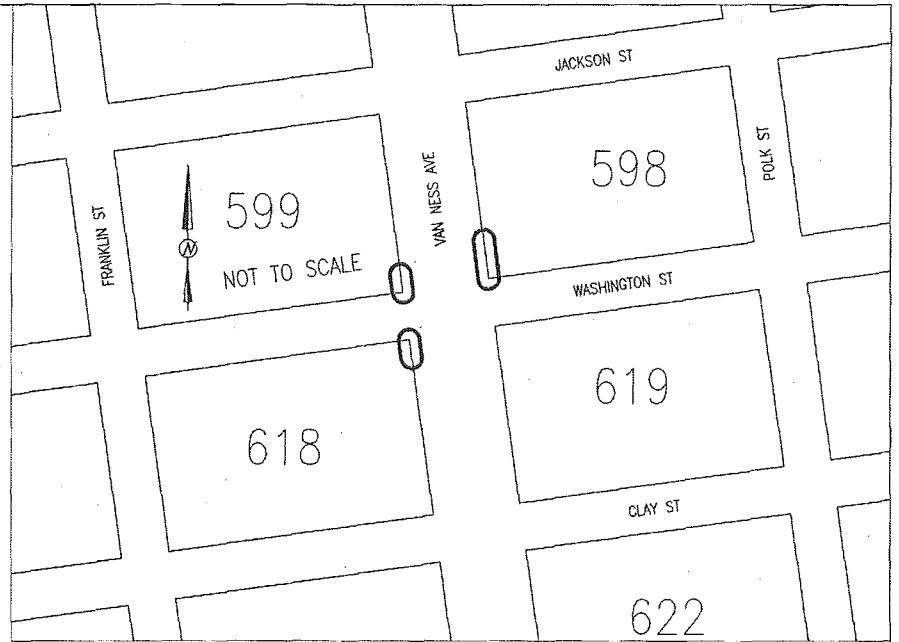 JACKSON ST
598
POLK ST
VAN NESS AVE
599
FRANKLIN ST
N
NOT TO SCALE
WASHINGTON ST
619
618
CLAY ST
622